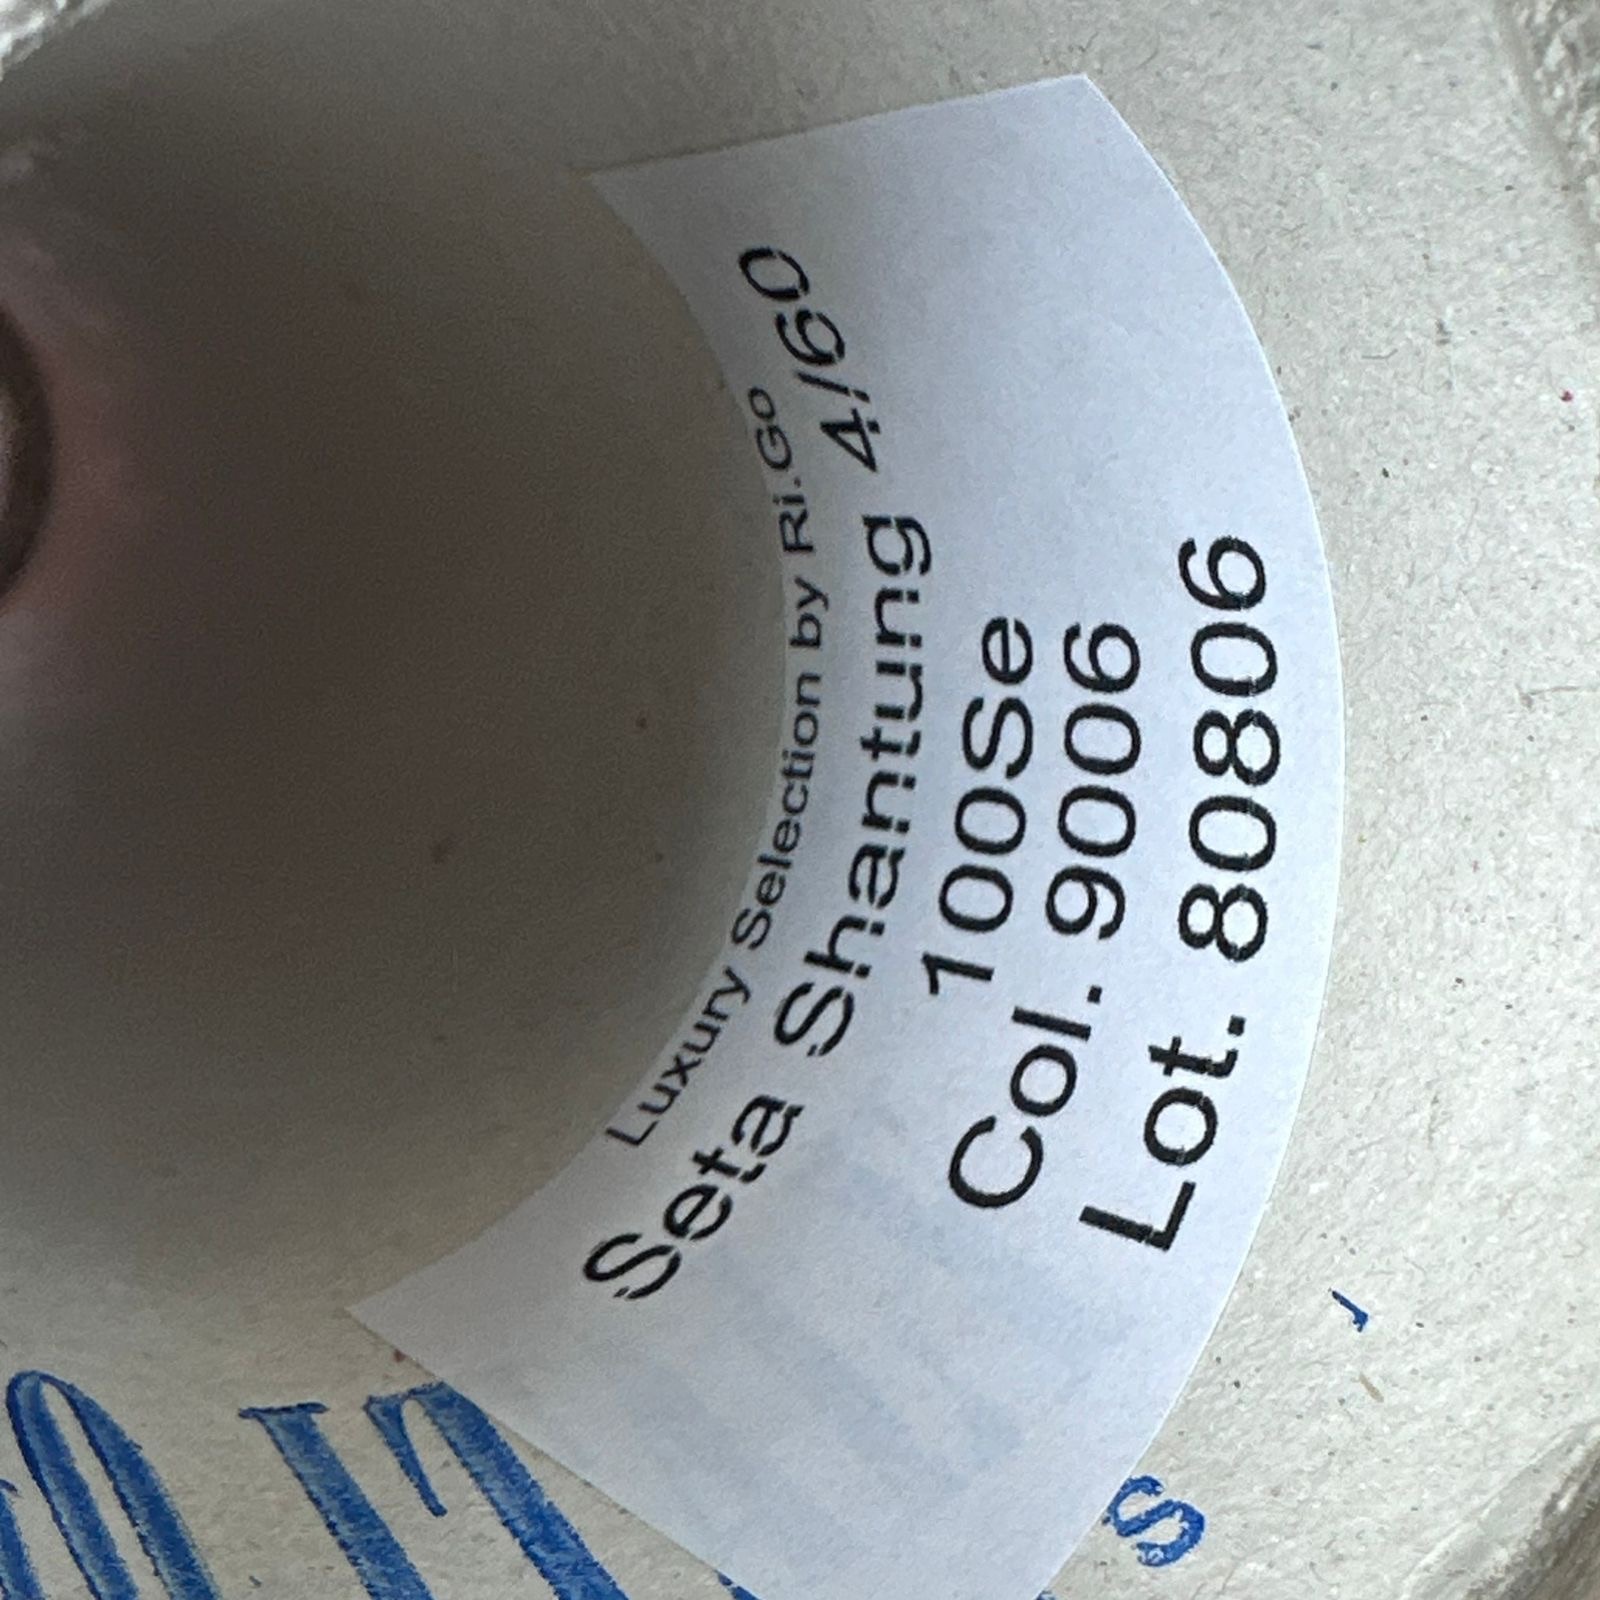 Luxury Selection by Ri.Go
Seta Shantung 4/60
100Se
Col. 9006
Lot. 80806